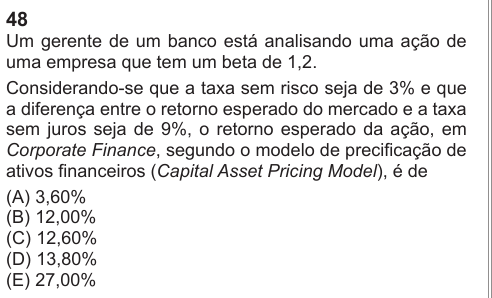 48
Um gerente de um banco está analisando uma ação de
uma empresa que tem um beta de 1,2.
Considerando-se que a taxa sem risco seja de 3% e que
a diferença entre o retorno esperado do mercado e a taxa
sem juros seja de 9%, o retorno esperado da ação, em
Corporate Finance, segundo o modelo de precificação de
ativos financeiros (Capital Asset Pricing Model), é de
(A) 3,60%
(B) 12,00%
(C) 12,60%
(D) 13,80%
(E) 27,00%